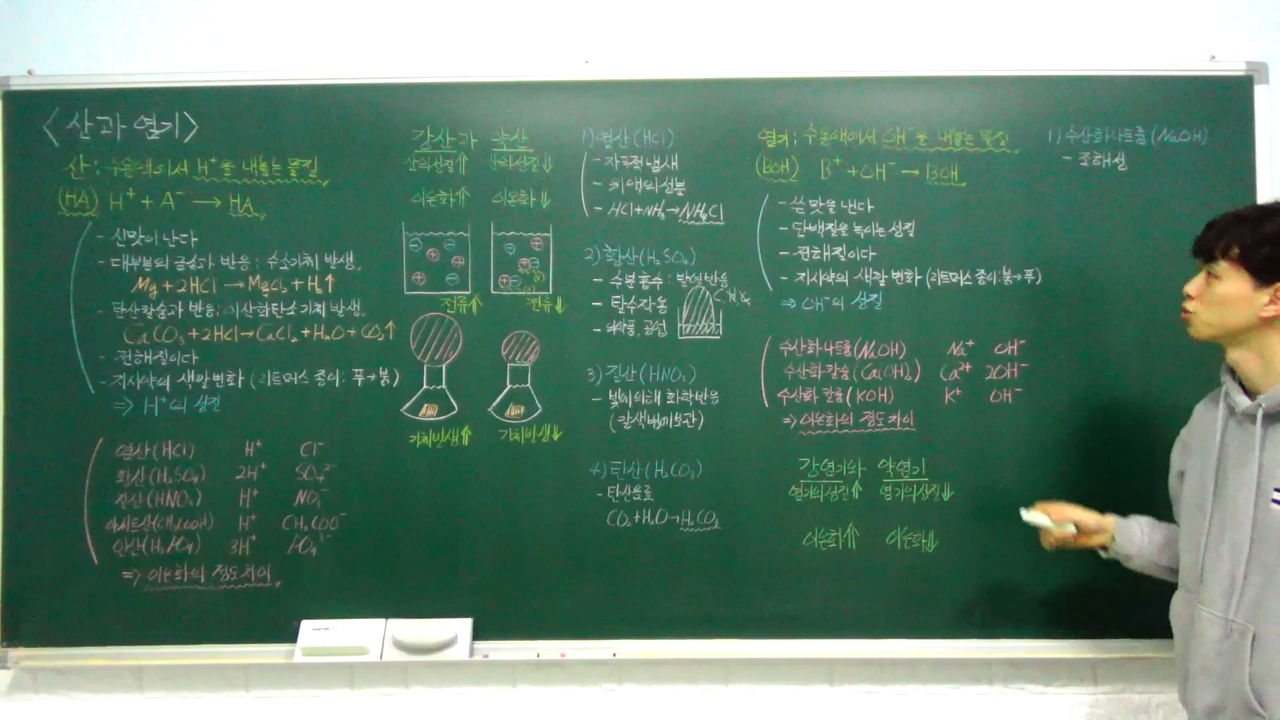 <산과 염기>
산 : 수용액에서 H⁺를 내놓는 물질
(HA) H⁺ + A⁻ → HA
- 신맛이 난다
- 대부분의 금속과 반응 : 수소기체 발생.
Mg + 2HCl → MgCl₂ + H₂↑
- 탄산칼슘과 반응 : 이산화탄소 기체 발생.
CaCO₃ + 2HCl → CaCl₂ + H₂O + CO₂↑
- 전해질이다
- 지시약의 색깔 변화 (리트머스 종이 : 푸→붉)
⇒ H⁺의 성질
염산(HCl) H⁺ Cl⁻
황산(H₂SO₄) 2H⁺ SO₄²⁻
질산(HNO₃) H⁺ NO₃⁻
아세트산(CH₃COOH) H⁺ CH₃COO⁻
인산(H₃PO₄) 3H⁺ PO₄³⁻
⇒ 이온화의 정도 차이
강산과 약산
산의성질↑ 산의성질↓
이온화↑ 이온화↓
전류↑ 전류↓
기체발생↑ 기체발생↓
1) 염산(HCl)
- 자극적 냄새
- 위액의 성분
- HCl + NH₃ → NH₄Cl
2) 황산(H₂SO₄)
- 수분흡수 : 발열반응
- 탈수작용
- 의약품, 공업
3) 질산(HNO₃)
- 빛에 의해 화학반응
(갈색병에 보관)
4) 탄산(H₂CO₃)
- 탄산음료
CO₂ + H₂O → H₂CO₃
염기 : 수용액에서 OH⁻을 내놓는 물질
(BOH) B⁺ + OH⁻ → BOH
- 쓴 맛을 낸다
- 단백질을 녹이는 성질
- 전해질이다
- 지시약의 색깔 변화 (리트머스 종이 : 붉→푸)
⇒ OH⁻의 성질
수산화나트륨(NaOH) Na⁺ OH⁻
수산화칼슘(Ca(OH)₂) Ca²⁺ 2OH⁻
수산화 칼륨(KOH) K⁺ OH⁻
⇒ 이온화의 정도 차이
강염기와 약염기
염기의성질↑ 염기의성질↓
이온화↑ 이온화↓
1) 수산화나트륨(NaOH)
- 조해성